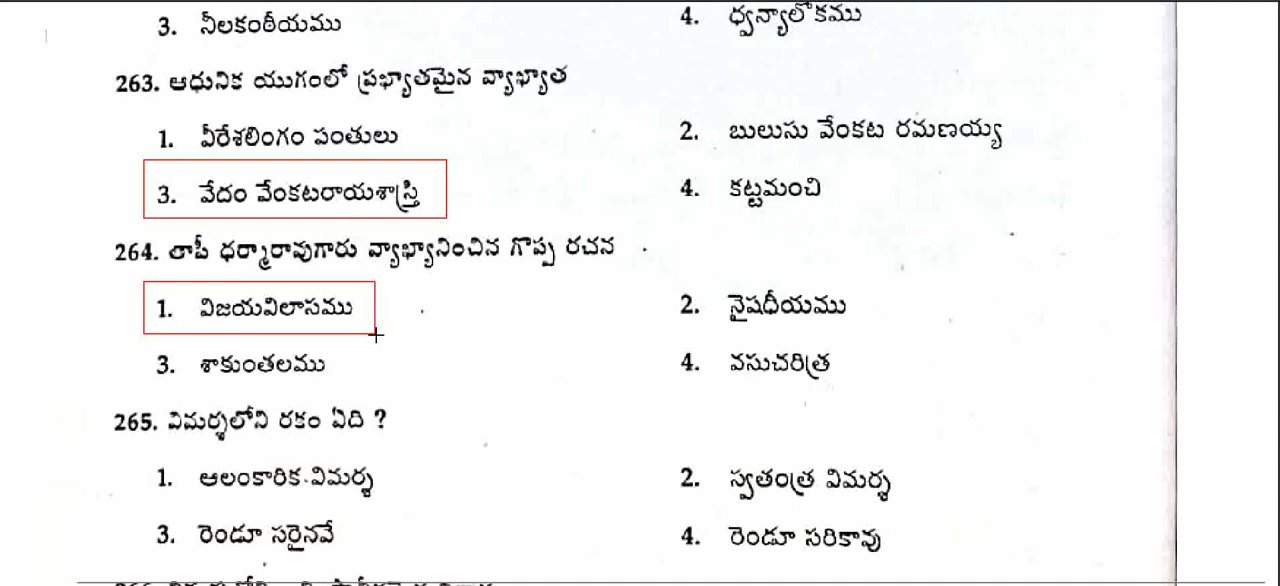 3. నీలకంఠీయము 4. ధ్వన్యాలోకము
263. ఆధునిక యుగంలో ప్రఖ్యాతమైన వ్యాఖ్యాత
1. వీరేశలింగం పంతులు 2. బులుసు వేంకట రమణయ్య
3. వేదం వేంకటరాయశాస్త్రి 4. కట్టమంచి
264. తాపీ ధర్మారావుగారు వ్యాఖ్యానించిన గొప్ప రచన
1. విజయవిలాసము 2. నైషధీయము
3. శాకుంతలము 4. వసుచరిత్ర
265. విమర్శలోని రకం ఏది ?
1. ఆలంకారిక విమర్శ 2. స్వతంత్ర విమర్శ
3. రెండూ సరైనవే 4. రెండూ సరికావు